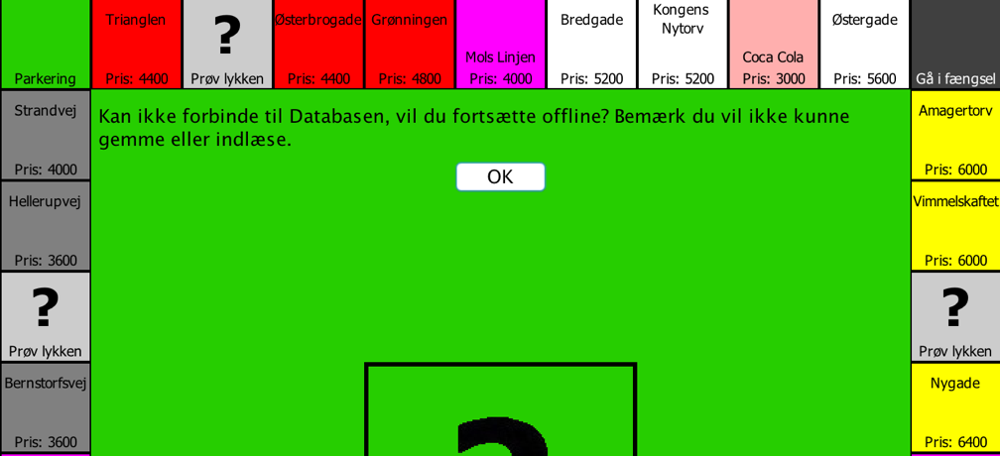 Parkering
Trianglen
Pris: 4400
?
Prøv lykken
Østerbrogade
Pris: 4400
Grønningen
Pris: 4800
Mols Linjen
Pris: 4000
Bredgade
Pris: 5200
Kongens
Nytorv
Pris: 5200
Coca Cola
Pris: 3000
Østergade
Pris: 5600
Gå i fængsel
Strandvej
Pris: 4000
Kan ikke forbinde til Databasen, vil du fortsætte offline? Bemærk du vil ikke kunne
gemme eller indlæse.
OK
Amagertorv
Pris: 6000
Hellerupvej
Pris: 3600
Vimmelskaftet
Pris: 6000
?
Prøv lykken
?
Prøv lykken
Bernstorfsvej
Pris: 3600
?
Nygade
Pris: 6400